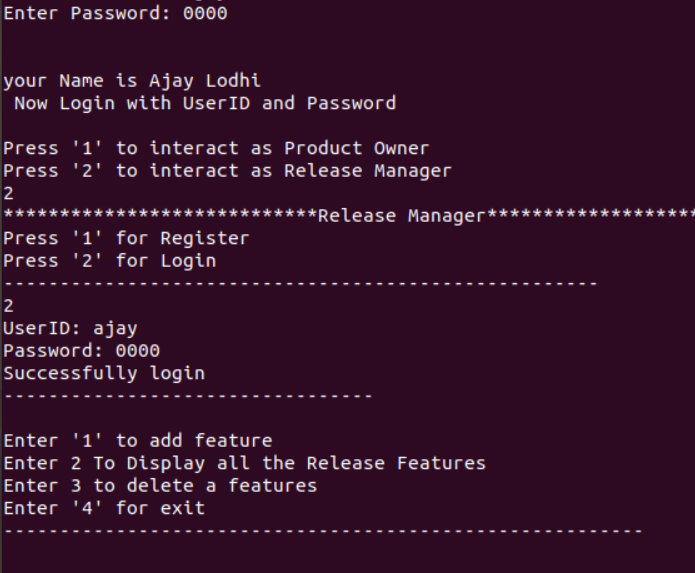 Enter Password: 0000
your Name is Ajay Lodhi
Now Login with UserID and Password
Press '1' to interact as Product Owner
Press '2' to interact as Release Manager
2
****************************Release Manager*******************
Press '1' for Register
Press '2' for Login
-----------------------------------------------------
2
UserID: ajay
Password: 0000
Successfully login
---------------------------------
Enter '1' to add feature
Enter 2 To Display all the Release Features
Enter 3 to delete a features
Enter '4' for exit
---------------------------------------------------------